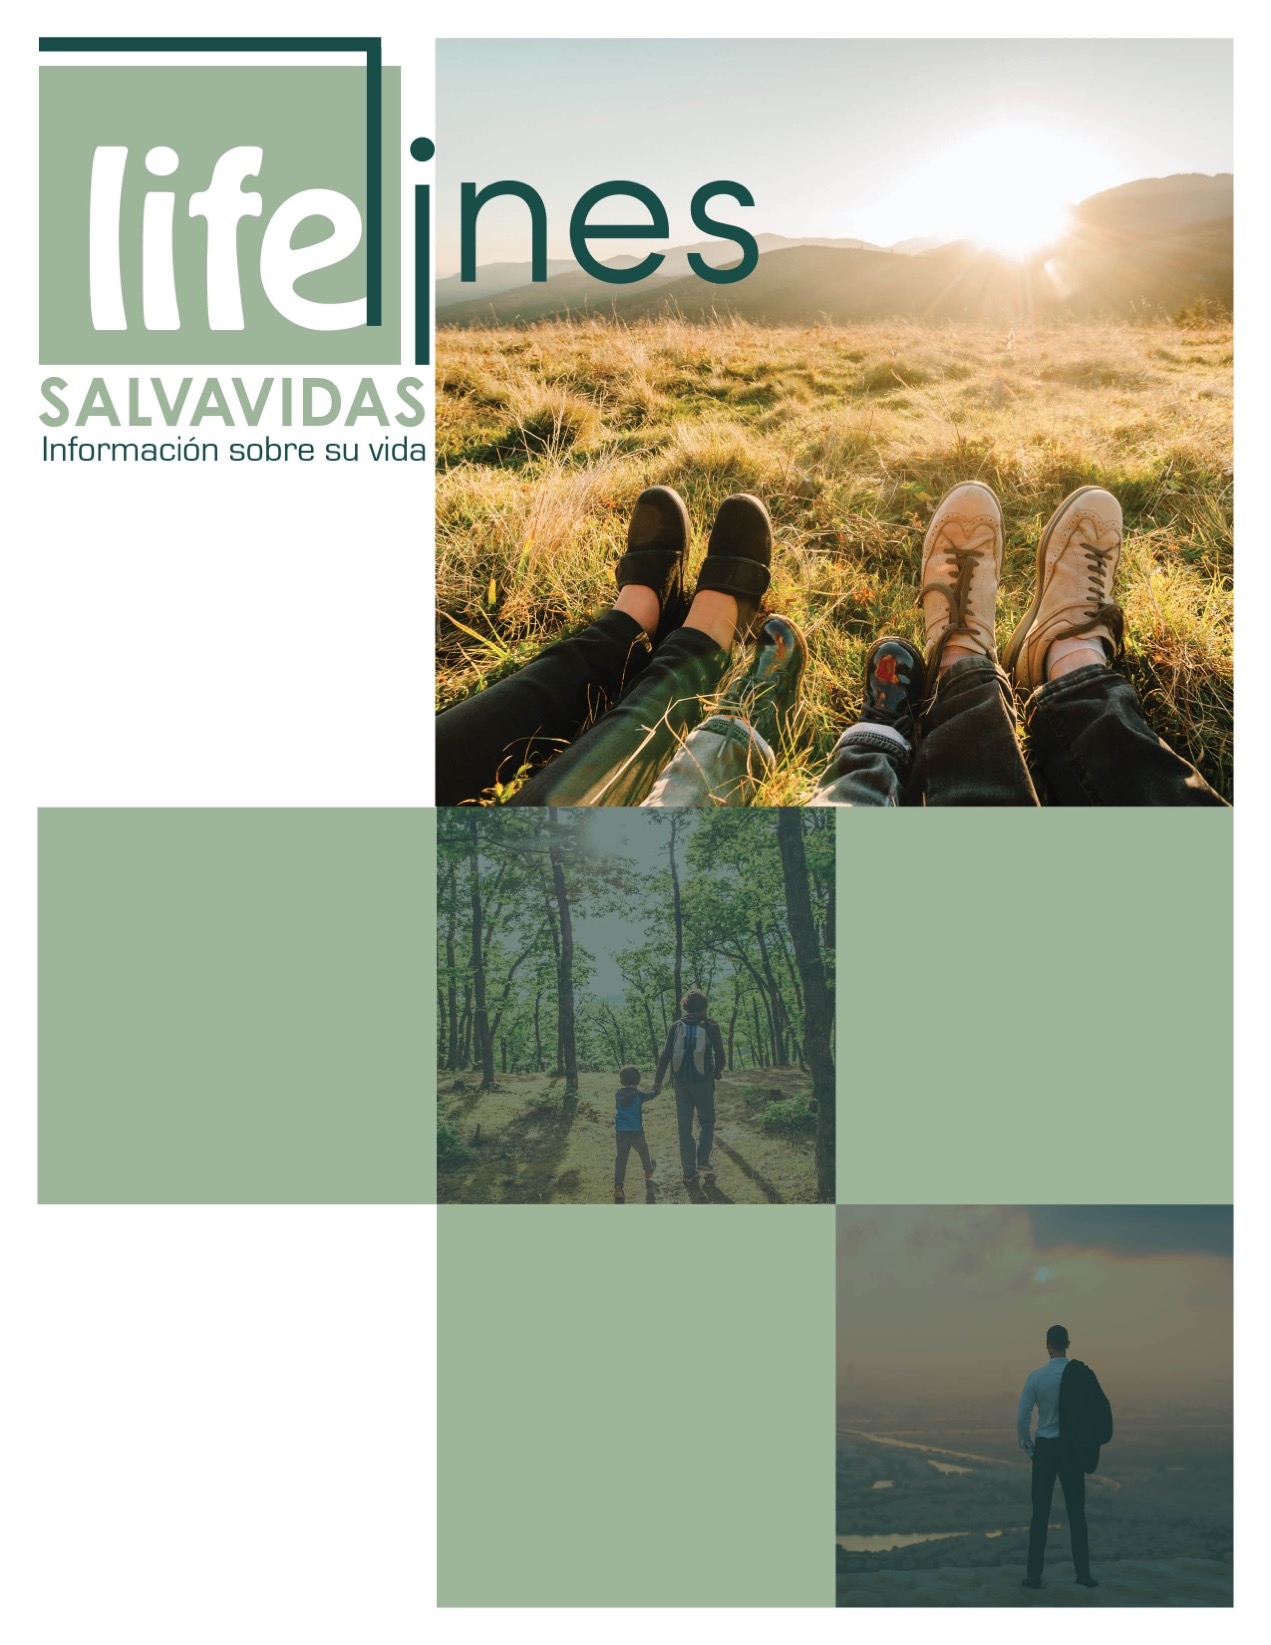 lifelines
SALVAVIDAS
Información sobre su vida